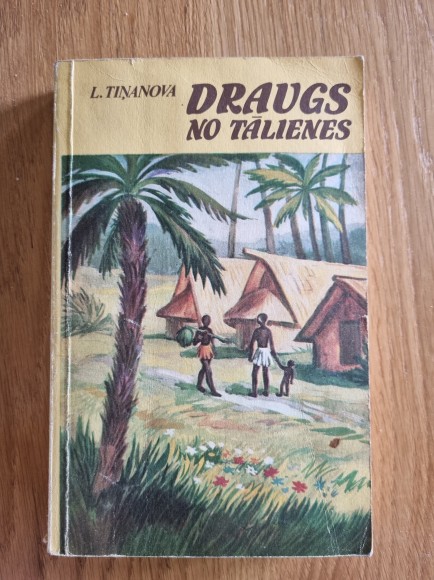 L. TIŅANOVA
DRAUGS
NO TĀLIENES